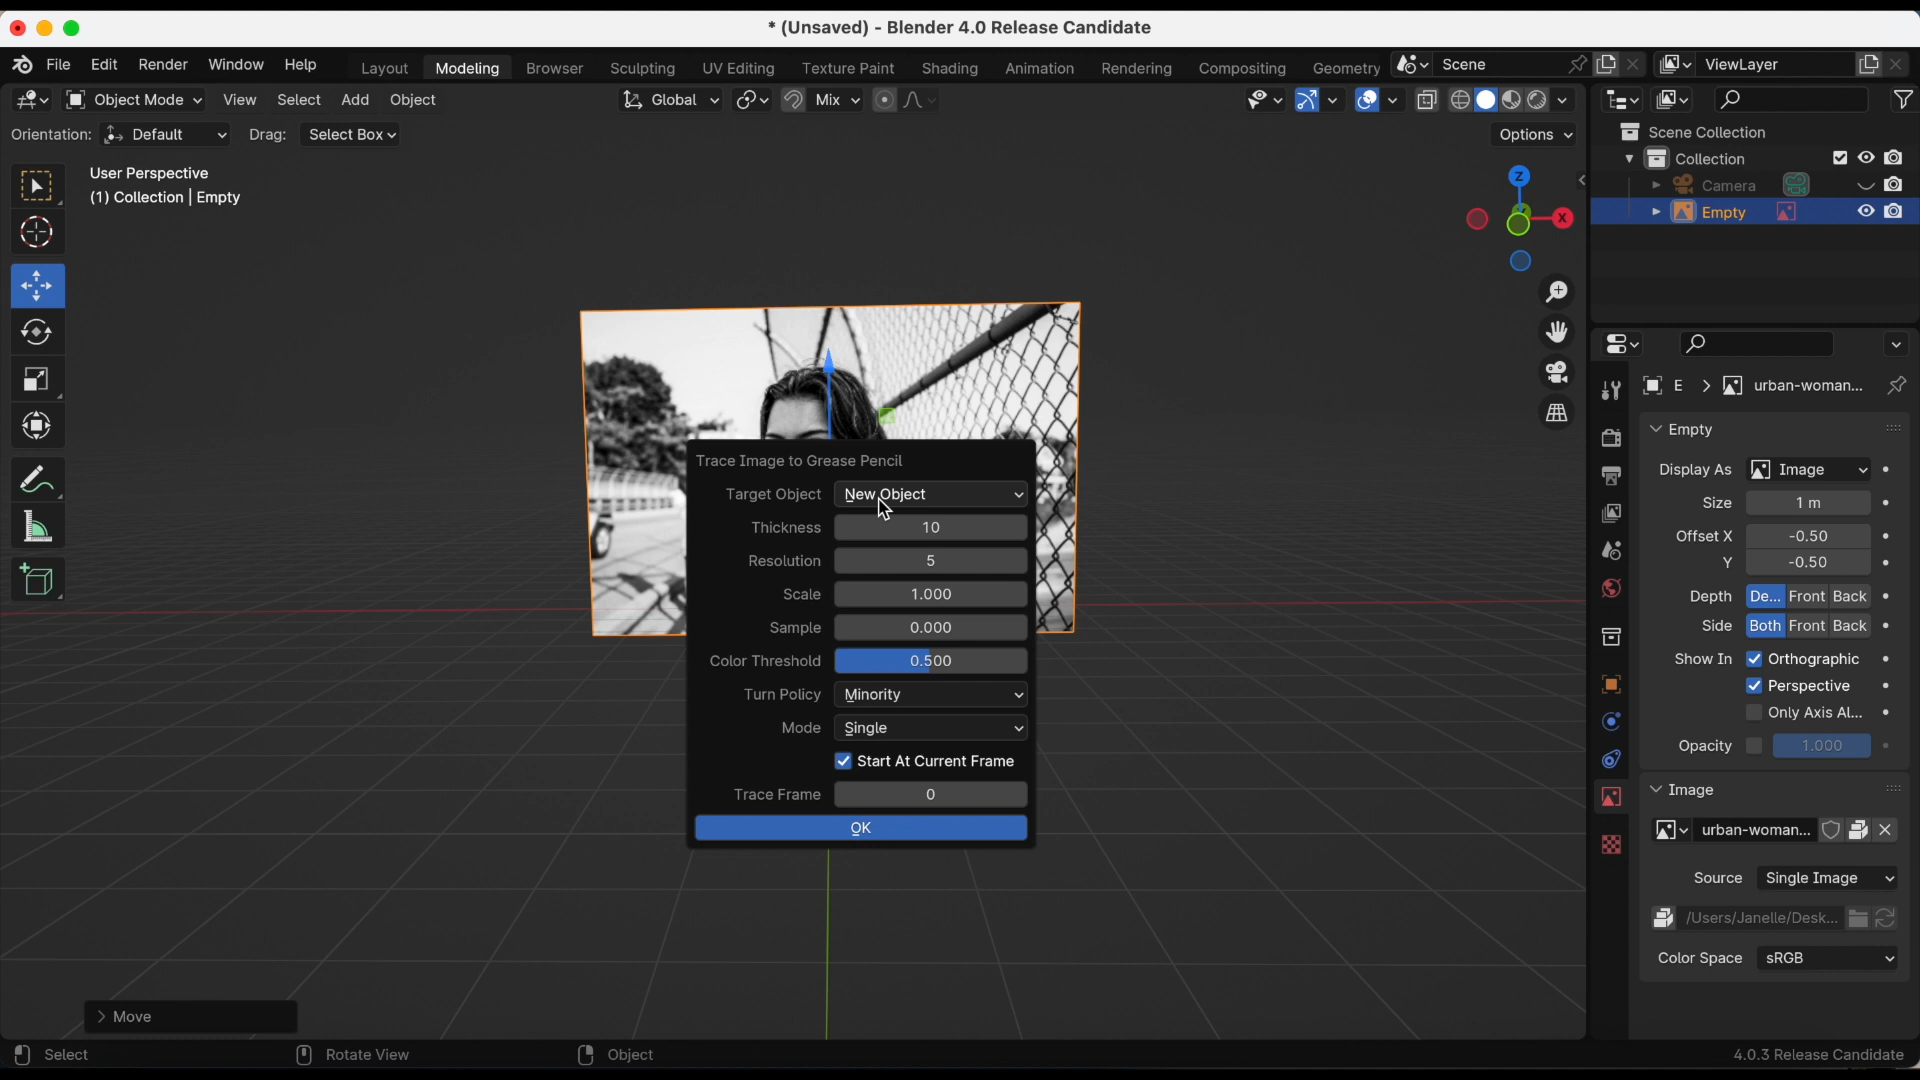 * (Unsaved) - Blender 4.0 Release Candidate
File Edit Render Window Help Layout Modeling Browser Sculpting UV Editing Texture Paint Shading Animation Rendering Compositing Geometry Scene ViewLayer
Object Mode View Select Add Object Global Mix
Orientation: Default Drag: Select Box Options
User Perspective
(1) Collection | Empty
Z
X
Scene Collection
Collection
Camera
Empty
E > urban-woman...
Empty
Display As Image
Size 1 m
Offset X -0.50
Y -0.50
Depth De... Front Back
Side Both Front Back
Show In Orthographic
Perspective
Only Axis Al...
Opacity 1.000
Image
urban-woman...
Source Single Image
/Users/Janelle/Desk...
Color Space sRGB
Trace Image to Grease Pencil
Target Object New Object
Thickness 10
Resolution 5
Scale 1.000
Sample 0.000
Color Threshold 0.500
Turn Policy Minority
Mode Single
Start At Current Frame
Trace Frame 0
OK
> Move
Select Rotate View Object 4.0.3 Release Candidate